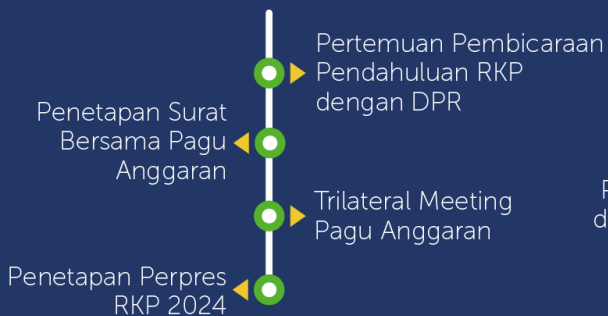 Pertemuan Pembicaraan
Pendahuluan RKP
dengan DPR
Penetapan Surat
Bersama Pagu
Anggaran
Trilateral Meeting
Pagu Anggaran
Penetapan Perpres
RKP 2024